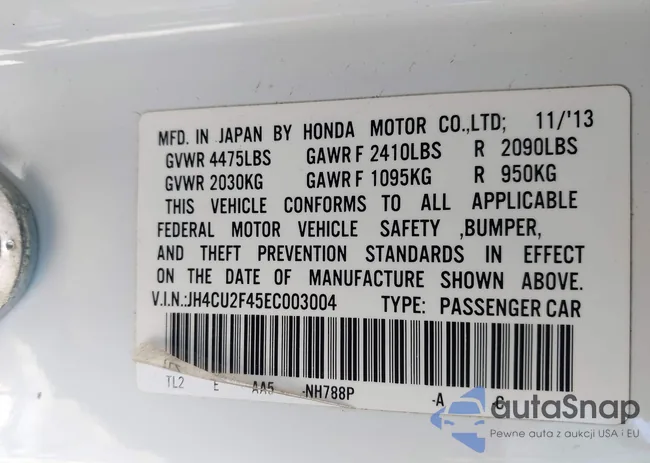 MFD. IN JAPAN BY HONDA MOTOR CO.,LTD; 11/'13
GVWR 4475LBS GAWR F 2410LBS R 2090LBS
GVWR 2030KG GAWR F 1095KG R 950KG
THIS VEHICLE CONFORMS TO ALL APPLICABLE
FEDERAL MOTOR VEHICLE SAFETY ,BUMPER,
AND THEFT PREVENTION STANDARDS IN EFFECT
ON THE DATE OF MANUFACTURE SHOWN ABOVE.
V.I.N.:JH4CU2F45EC003004 TYPE: PASSENGER CAR
TL2 E AA5 -NH788P -A C
autoSnap
Pewne auta z aukcji USA i EU